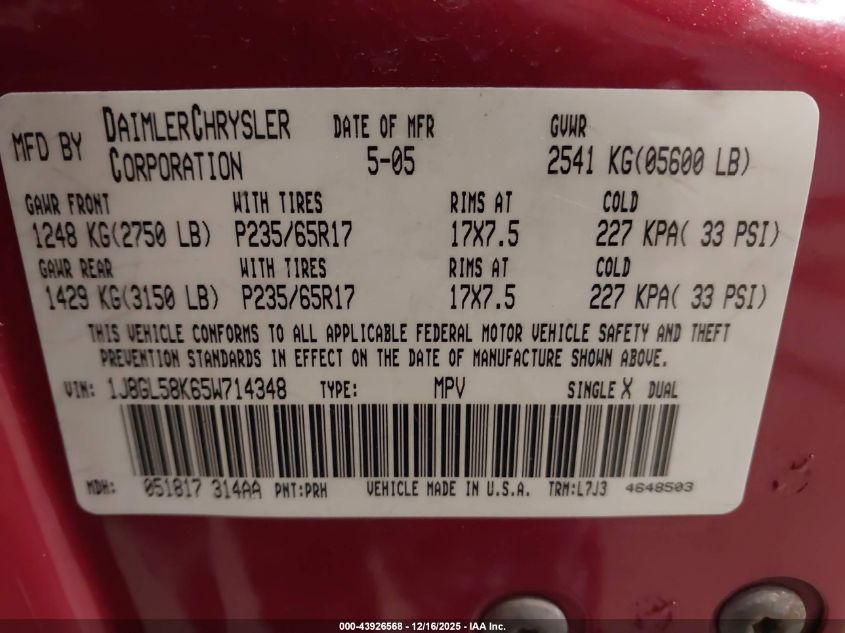 MFD BY DAIMLERCHRYSLER CORPORATION DATE OF MFR 5-05 GVWR 2541 KG(05600 LB)
GAWR FRONT WITH TIRES RIMS AT COLD
1248 KG(2750 LB) P235/65R17 17X7.5 227 KPA( 33 PSI)
GAWR REAR WITH TIRES RIMS AT COLD
1429 KG(3150 LB) P235/65R17 17X7.5 227 KPA( 33 PSI)
THIS VEHICLE CONFORMS TO ALL APPLICABLE FEDERAL MOTOR VEHICLE SAFETY AND THEFT
PREVENTION STANDARDS IN EFFECT ON THE DATE OF MANUFACTURE SHOWN ABOVE.
VIN: 1J8GL58K65W714348 TYPE: MPV SINGLE X DUAL
MDH: 051817 314AA PNT:PRH VEHICLE MADE IN U.S.A. TRM:L7J3 4648503
000-43926568 - 12/16/2025 - IAA Inc.